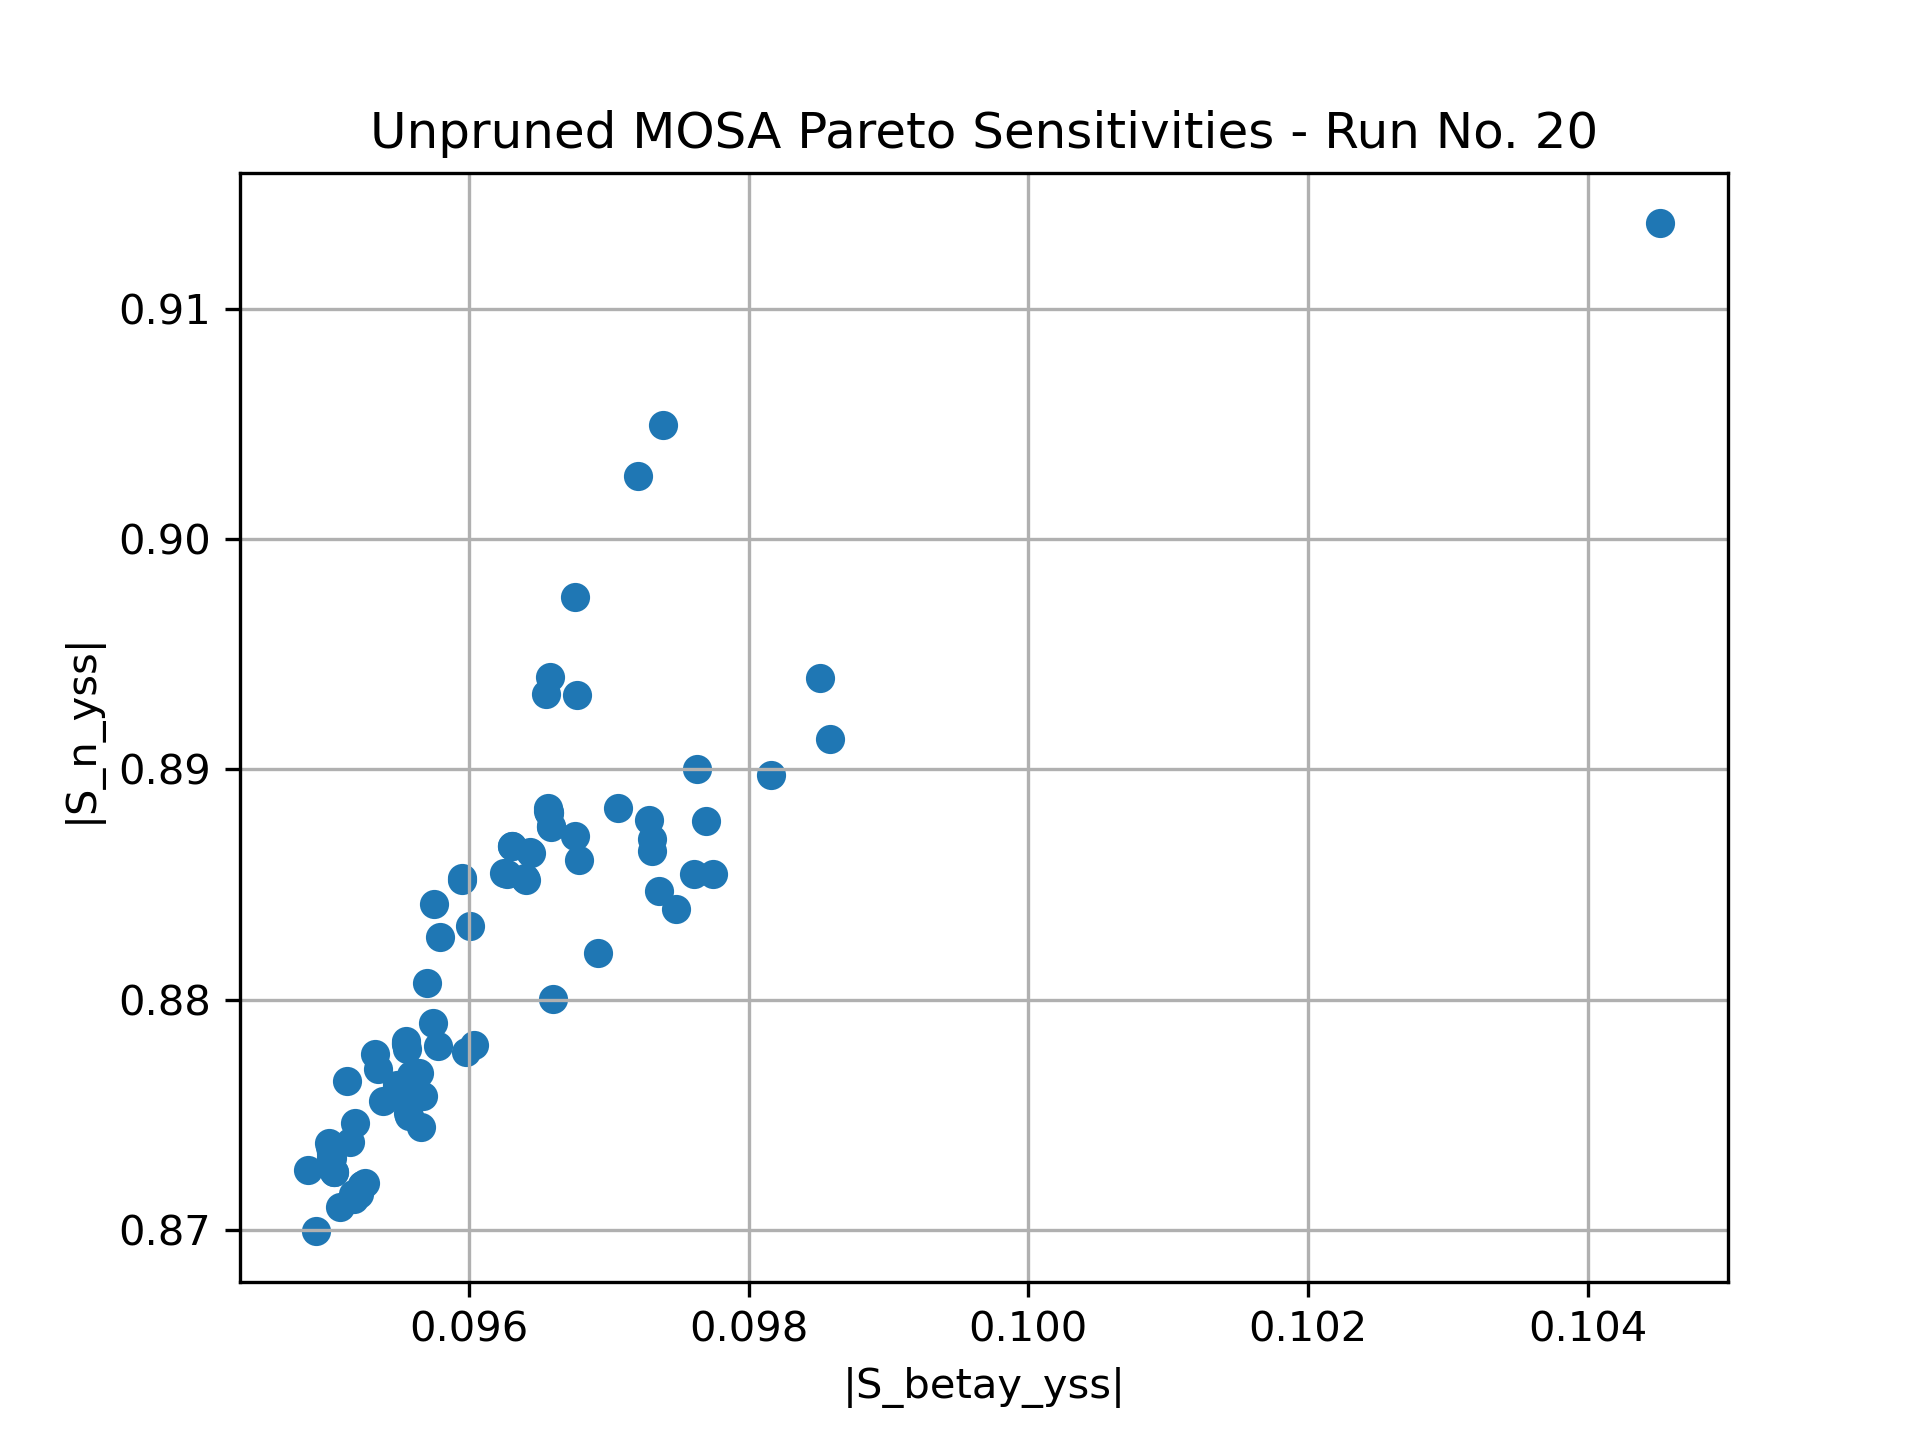 Unpruned MOSA Pareto Sensitivities - Run No. 20
|S_n_yss|
0.91
0.90
0.89
0.88
0.87
0.096 0.098 0.100 0.102 0.104
|S_betay_yss|